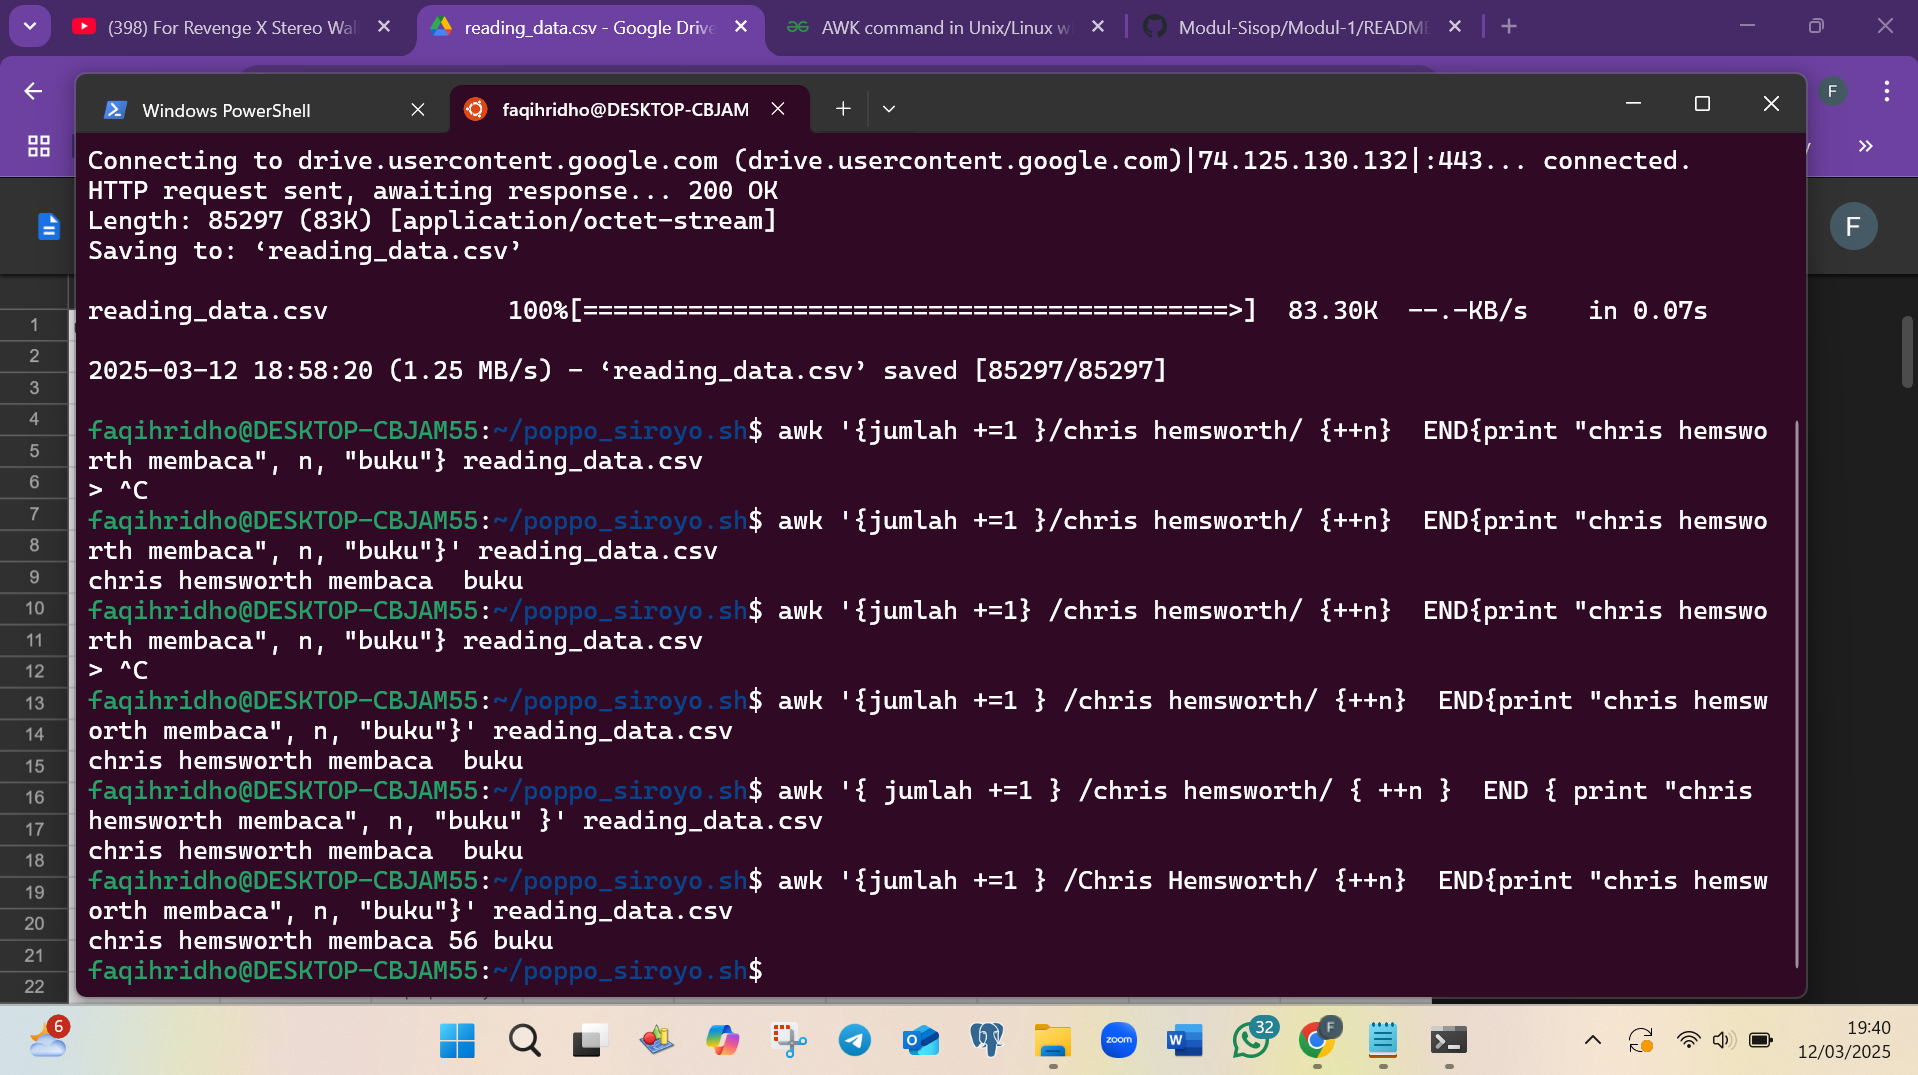 (398) For Revenge X Stereo Wal
reading_data.csv - Google Drive
AWK command in Unix/Linux w
Modul-Sisop/Modul-1/README
Windows PowerShell
faqihridho@DESKTOP-CBJAM
F
F
Connecting to drive.usercontent.google.com (drive.usercontent.google.com)|74.125.130.132|:443... connected.
HTTP request sent, awaiting response... 200 OK
Length: 85297 (83K) [application/octet-stream]
Saving to: ‘reading_data.csv’
reading_data.csv 100%[===========================================>] 83.30K --.-KB/s in 0.07s
2025-03-12 18:58:20 (1.25 MB/s) - ‘reading_data.csv’ saved [85297/85297]
faqihridho@DESKTOP-CBJAM55:~/poppo_siroyo.sh$ awk '{jumlah +=1 }/chris hemsworth/ {++n}  END{print "chris hemswo
rth membaca", n, "buku"} reading_data.csv
> ^C
faqihridho@DESKTOP-CBJAM55:~/poppo_siroyo.sh$ awk '{jumlah +=1 }/chris hemsworth/ {++n}  END{print "chris hemswo
rth membaca", n, "buku"}' reading_data.csv
chris hemsworth membaca  buku
faqihridho@DESKTOP-CBJAM55:~/poppo_siroyo.sh$ awk '{jumlah +=1} /chris hemsworth/ {++n}  END{print "chris hemswo
rth membaca", n, "buku"} reading_data.csv
> ^C
faqihridho@DESKTOP-CBJAM55:~/poppo_siroyo.sh$ awk '{jumlah +=1 } /chris hemsworth/ {++n}  END{print "chris hemsw
orth membaca", n, "buku"}' reading_data.csv
chris hemsworth membaca  buku
faqihridho@DESKTOP-CBJAM55:~/poppo_siroyo.sh$ awk '{ jumlah +=1 } /chris hemsworth/ { ++n }  END { print "chris
hemsworth membaca", n, "buku" }' reading_data.csv
chris hemsworth membaca  buku
faqihridho@DESKTOP-CBJAM55:~/poppo_siroyo.sh$ awk '{jumlah +=1 } /Chris Hemsworth/ {++n}  END{print "chris hemsw
orth membaca", n, "buku"}' reading_data.csv
chris hemsworth membaca 56 buku
faqihridho@DESKTOP-CBJAM55:~/poppo_siroyo.sh$
1
2
3
4
5
6
7
8
9
10
11
12
13
14
15
16
17
18
19
20
21
22
6
zoom
32
F
19:40
12/03/2025